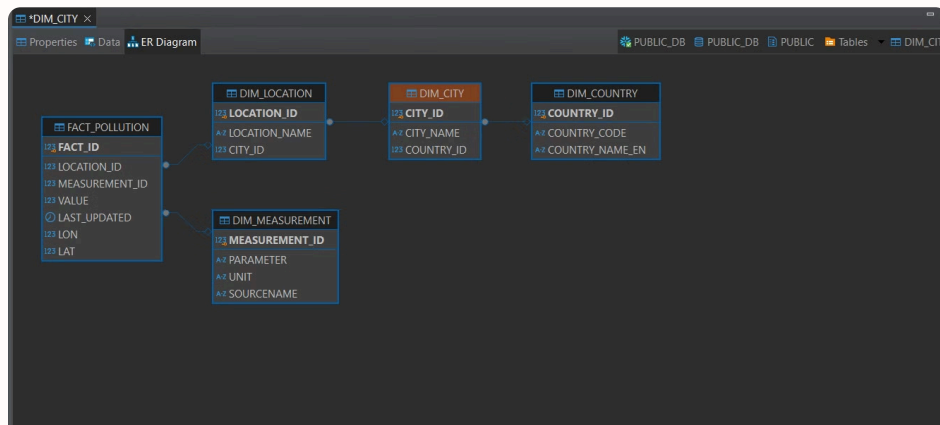 *DIM_CITY
Properties Data ER Diagram PUBLIC_DB PUBLIC_DB PUBLIC Tables DIM_CIT
DIM_LOCATION
LOCATION_ID
LOCATION_NAME
CITY_ID
DIM_CITY
CITY_ID
CITY_NAME
COUNTRY_ID
DIM_COUNTRY
COUNTRY_ID
COUNTRY_CODE
COUNTRY_NAME_EN
FACT_POLLUTION
FACT_ID
LOCATION_ID
MEASUREMENT_ID
VALUE
LAST_UPDATED
LON
LAT
DIM_MEASUREMENT
MEASUREMENT_ID
PARAMETER
UNIT
SOURCENAME